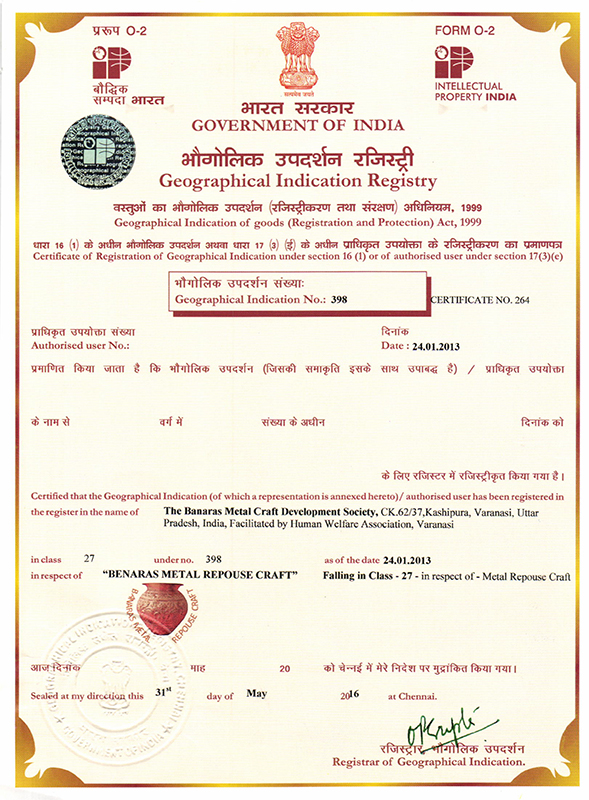 प्ररूप O-2
FORM O-2
बौद्धिक
सम्पदा भारत
INTELLECTUAL
PROPERTY INDIA
सत्यमेव जयते
भारत सरकार
GOVERNMENT OF INDIA
भौगोलिक उपदर्शन रजिस्ट्री
Geographical Indication Registry
वस्तुओं का भौगोलिक उपदर्शन (रजिस्ट्रीकरण तथा संरक्षण) अधिनियम, 1999
Geographical Indication of goods (Registration and Protection) Act, 1999
धारा 16 (1) के अधीन भौगोलिक उपदर्शन अथवा धारा 17 (3) (ई) के अधीन प्राधिकृत उपयोक्ता के रजिस्ट्रीकरण का प्रमाणपत्र
Certificate of Registration of Geographical Indication under section 16 (1) or of authorised user under section 17(3)(e)
भौगोलिक उपदर्शन संख्याः
Geographical Indication No.: 398
CERTIFICATE NO. 264
प्राधिकृत उपयोक्ता संख्या दिनांक
Authorised user No.: Date : 24.01.2013
प्रमाणित किया जाता है कि भौगोलिक उपदर्शन (जिसकी समाकृति इसके साथ उपाबद्ध है) / प्राधिकृत उपयोक्ता
के नाम से वर्ग में संख्या के अधीन दिनांक को
के लिए रजिस्टर में रजिस्ट्रीकृत किया गया है।
Certified that the Geographical Indication (of which a representation is annexed hereto)/ authorised user has been registered in
the register in the name of The Banaras Metal Craft Development Society, CK.62/37,Kashipura, Varanasi, Uttar
Pradesh, India, Facilitated by Human Welfare Association, Varanasi
in class 27 under no. 398 as of the date 24.01.2013
in respect of “BENARAS METAL REPOUSE CRAFT” Falling in Class - 27 - in respect of - Metal Repouse Craft
BANARAS METAL REPOUSE CRAFT
आज दिनांक माह 20 को चेन्नई में मेरे निदेश पर मुद्रांकित किया गया।
Sealed at my direction this 31st day of May 2016 at Chennai.
रजिस्ट्रार, भौगोलिक उपदर्शन
Registrar of Geographical Indication.